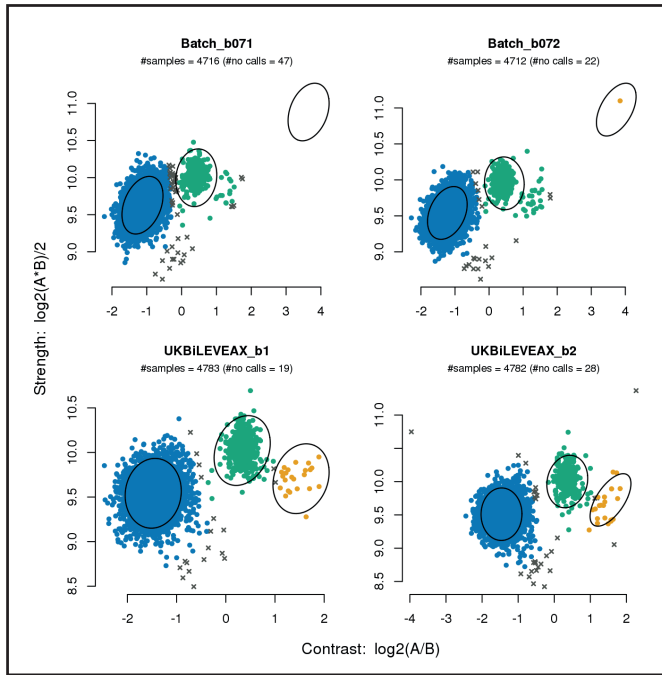 Batch_b071
#samples = 4716 (#no calls = 47)
11.0
10.5
10.0
9.5
9.0
-2 -1 0 1 2 3 4
Batch_b072
#samples = 4712 (#no calls = 22)
11.0
10.5
10.0
9.5
9.0
-2 -1 0 1 2 3 4
Strength: log2(A*B)/2
UKBiLEVEAX_b1
#samples = 4783 (#no calls = 19)
10.5
10.0
9.5
9.0
8.5
-2 -1 0 1 2
UKBiLEVEAX_b2
#samples = 4782 (#no calls = 28)
11.0
10.0
9.5
9.0
8.5
-4 -3 -2 -1 0 1 2
Contrast: log2(A/B)